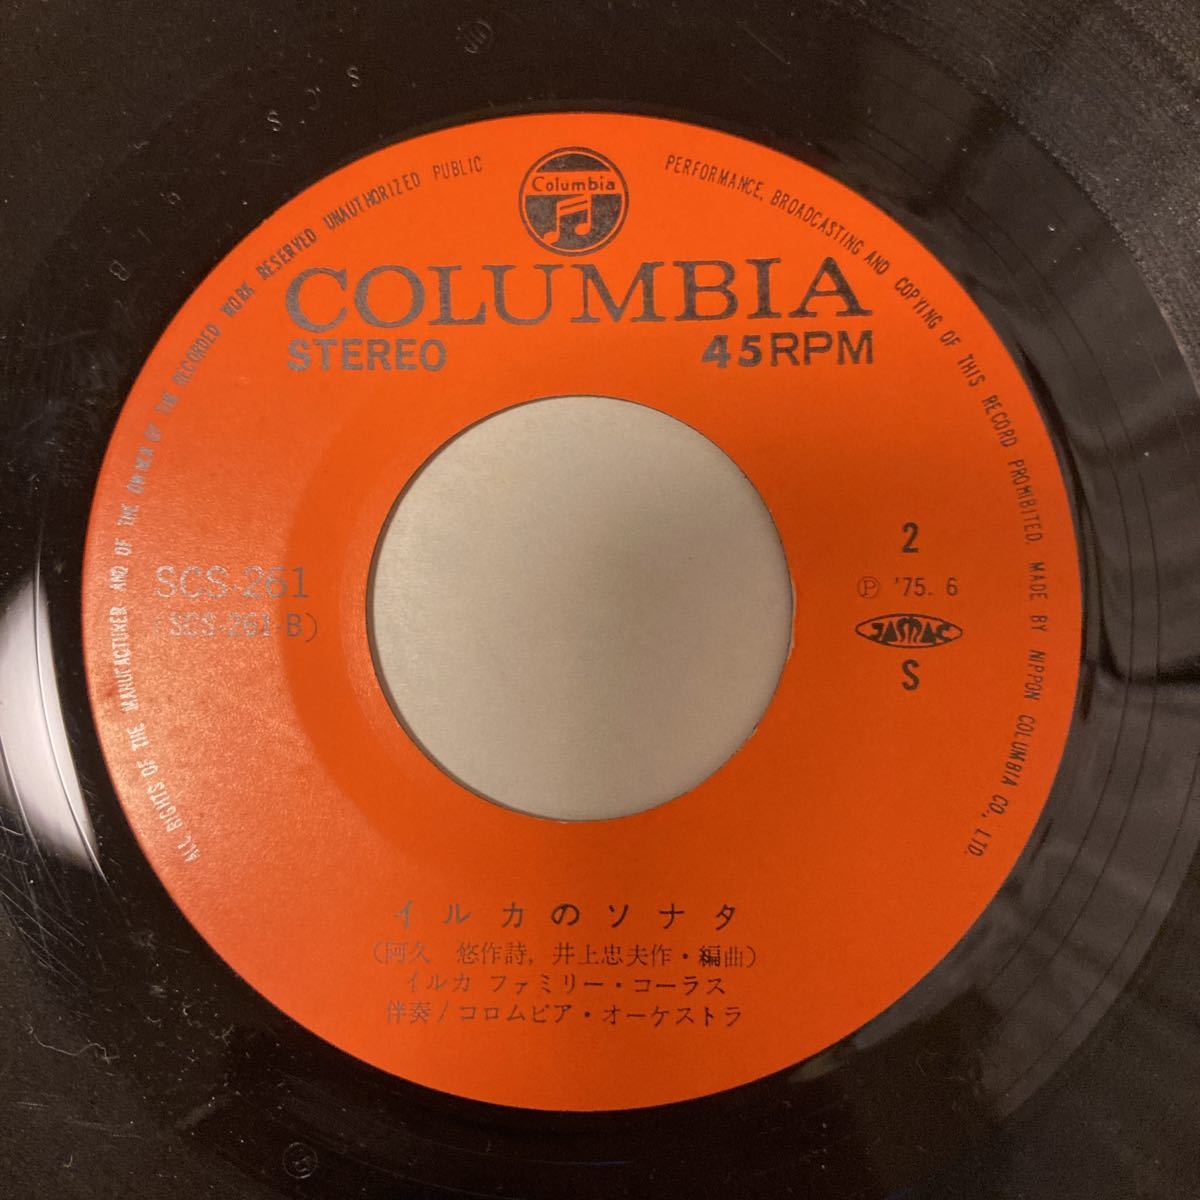 Columbia
COLUMBIA
STEREO 45RPM
ALL RIGHTS OF THE MANUFACTURER AND OF THE OWNER OF THE RECORDED WORK RESERVED UNAUTHORIZED PUBLIC PERFORMANCE, BROADCASTING AND COPYING OF THIS RECORD PROHIBITED. MADE BY NIPPON COLUMBIA CO., LTD.
SCS-261
(SCS-261-B)
2
Ⓟ '75. 6
JASRAC
S
イルカのソナタ
(阿久 悠作詩, 井上忠夫作・編曲)
イルカ ファミリー・コーラス
伴奏/コロムビア・オーケストラ